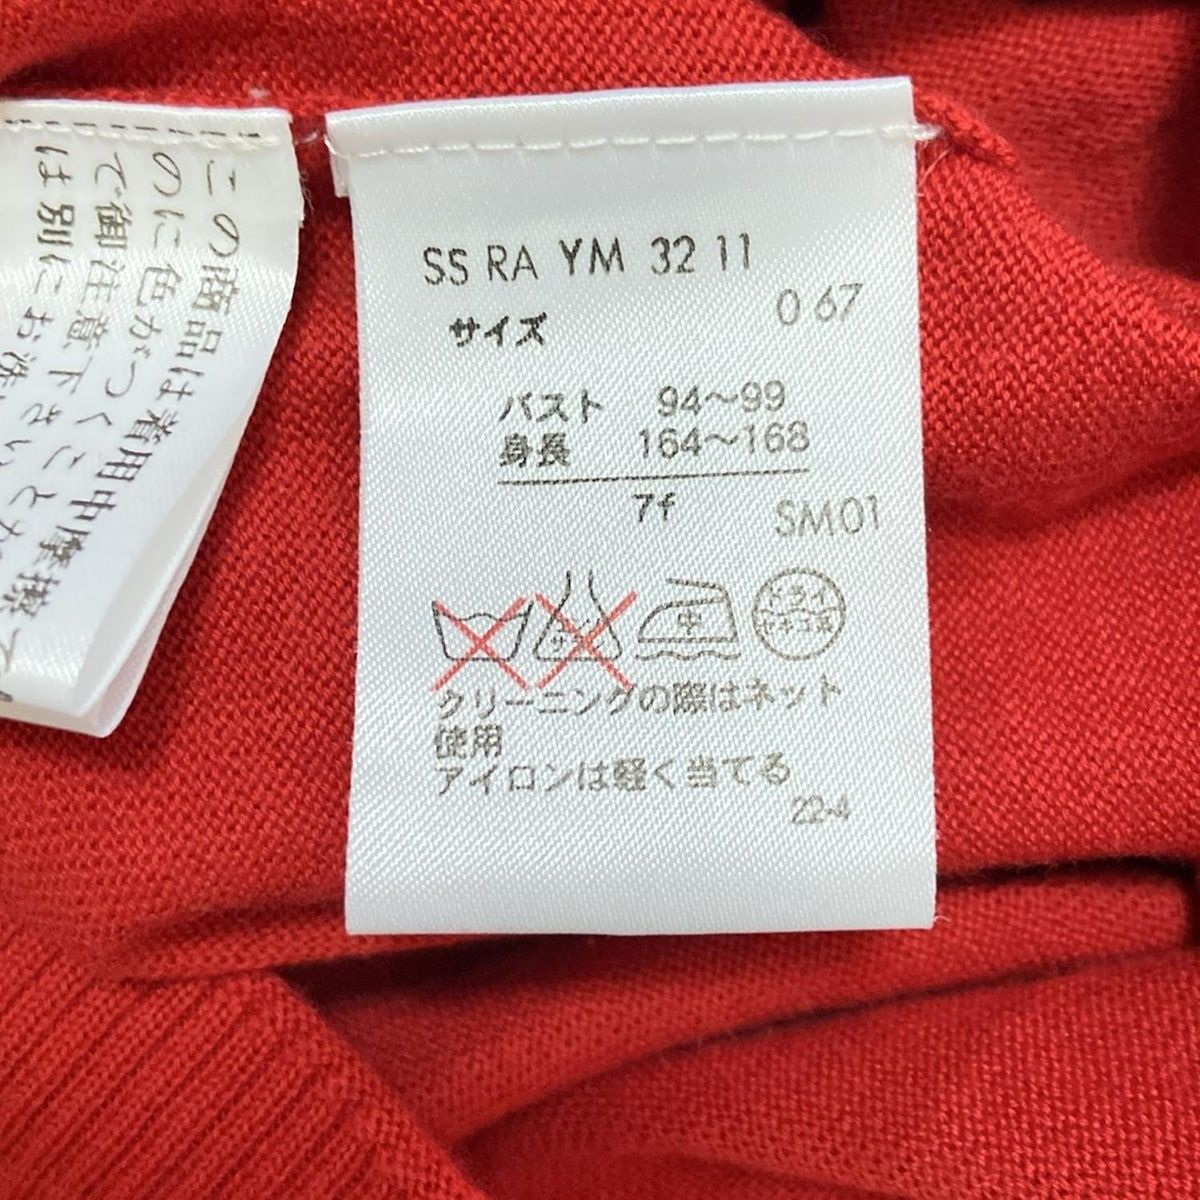 この商品は着用中摩擦で
のに色がつくことが
で御注意下さい
は別にお洗
SS RA YM 32 11
サイズ 0 67
バスト 94～99
身長 164～168
7f SM.01
中 ドライ
クリーニングの際はネット
使用
アイロンは軽く当てる
22-4